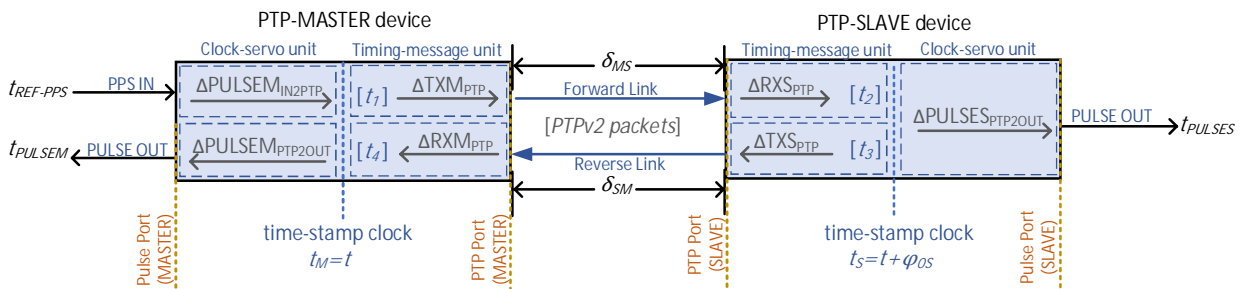 PTP-MASTER device
PTP-SLAVE device
Clock-servo unit
Timing-message unit
Timing-message unit
Clock-servo unit
δMS
tREF-PPS
PPS IN
ΔPULSEMIN2PTP
[t1]
ΔTXMPTP
Forward Link
ΔRXSPTP
[t2]
ΔPULSESPTP2OUT
PULSE OUT
tPULSES
[PTPv2 packets]
tPULSEM
PULSE OUT
ΔPULSEMPTP2OUT
[t4]
ΔRXMPTP
Reverse Link
ΔTXSPTP
[t3]
δSM
Pulse Port
(MASTER)
time-stamp clock
tM=t
PTP Port
(MASTER)
PTP Port
(SLAVE)
time-stamp clock
tS=t+φ0S
Pulse Port
(SLAVE)